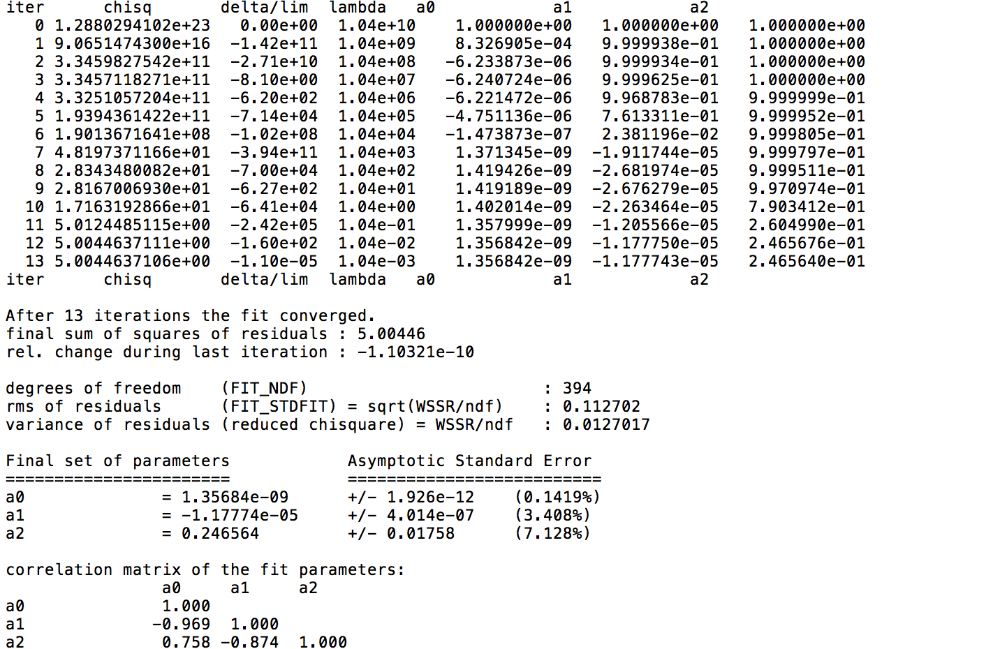 iter      chisq       delta/lim  lambda   a0            a1            a2
   0 1.2880294102e+23   0.00e+00  1.04e+10    1.000000e+00   1.000000e+00   1.000000e+00
   1 9.0651474300e+16  -1.42e+11  1.04e+09    8.326905e-04   9.999938e-01   1.000000e+00
   2 3.3459827542e+11  -2.71e+10  1.04e+08   -6.233873e-06   9.999934e-01   1.000000e+00
   3 3.3457118271e+11  -8.10e+00  1.04e+07   -6.240724e-06   9.999625e-01   1.000000e+00
   4 3.3251057204e+11  -6.20e+02  1.04e+06   -6.221472e-06   9.968783e-01   9.999999e-01
   5 1.9394361422e+11  -7.14e+04  1.04e+05   -4.751136e-06   7.613311e-01   9.999952e-01
   6 1.9013671641e+08  -1.02e+08  1.04e+04   -1.473873e-07   2.381196e-02   9.999805e-01
   7 4.8197371166e+01  -3.94e+11  1.04e+03    1.371345e-09  -1.911744e-05   9.999797e-01
   8 2.8343480082e+01  -7.00e+04  1.04e+02    1.419426e-09  -2.681974e-05   9.999511e-01
   9 2.8167006930e+01  -6.27e+02  1.04e+01    1.419189e-09  -2.676279e-05   9.970974e-01
  10 1.7163192866e+01  -6.41e+04  1.04e+00    1.402014e-09  -2.263464e-05   7.903412e-01
  11 5.0124485115e+00  -2.42e+05  1.04e-01    1.357999e-09  -1.205566e-05   2.604990e-01
  12 5.0044637111e+00  -1.60e+02  1.04e-02    1.356842e-09  -1.177750e-05   2.465676e-01
  13 5.0044637106e+00  -1.10e-05  1.04e-03    1.356842e-09  -1.177743e-05   2.465640e-01
iter      chisq       delta/lim  lambda   a0            a1            a2
After 13 iterations the fit converged.
final sum of squares of residuals : 5.00446
rel. change during last iteration : -1.10321e-10
degrees of freedom    (FIT_NDF)                        : 394
rms of residuals      (FIT_STDFIT) = sqrt(WSSR/ndf)    : 0.112702
variance of residuals (reduced chisquare) = WSSR/ndf   : 0.0127017
Final set of parameters            Asymptotic Standard Error
=======================            ==========================
a0              = 1.35684e-09     +/- 1.926e-12    (0.1419%)
a1              = -1.17774e-05    +/- 4.014e-07    (3.408%)
a2              = 0.246564        +/- 0.01758      (7.128%)
correlation matrix of the fit parameters:
                a0     a1     a2
a0              1.000
a1             -0.969  1.000
a2              0.758 -0.874  1.000